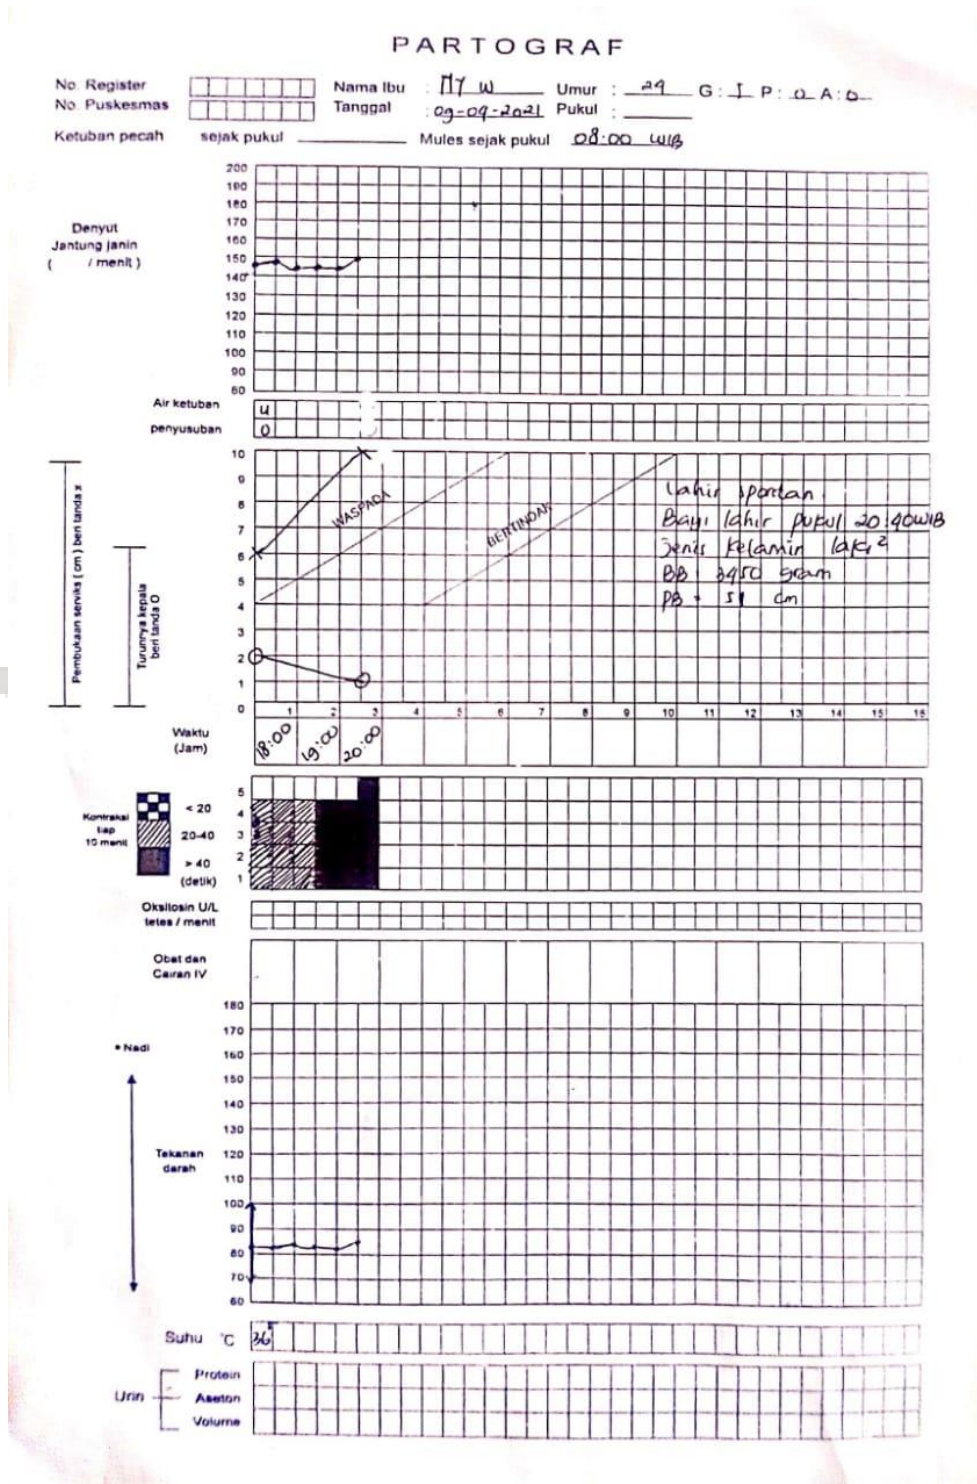 PARTOGRAF
No. Register Nama Ibu : NY W Umur : 29 G: I P: 0 A: 0
No. Puskesmas Tanggal : 09-09-2021 Pukul :
Ketuban pecah sejak pukul Mules sejak pukul 08:00 WIB
200
190
180
170
160
150
140
130
120
110
100
90
80
Denyut
Jantung janin
( / menit )
Air ketuban U
penyusuban 0
10
9
8
7
6
5
4
3
2
1
0
Pembukaan serviks ( cm ) beri tanda x
Turunnya kepala
beri tanda O
WASPADA
BERTINDAK
Lahir spontan
Bayi lahir pukul 20:40 WIB
Jenis kelamin laki²
BB : 3450 gram
PB : 51 cm
1 2 3 4 5 6 7 8 9 10 11 12 13 14 15 16
Waktu
(Jam)
18:00 19:00 20:00
Kontraksi
tiap
10 menit
< 20
20-40
> 40
(detik)
5
4
3
2
1
Oksitosin U/L
tetes / menit
Obat dan
Cairan IV
180
170
160
150
140
130
120
110
100
90
80
70
60
• Nadi
Tekanan
darah
Suhu °C 36
Urin
Protein
Aseton
Volume